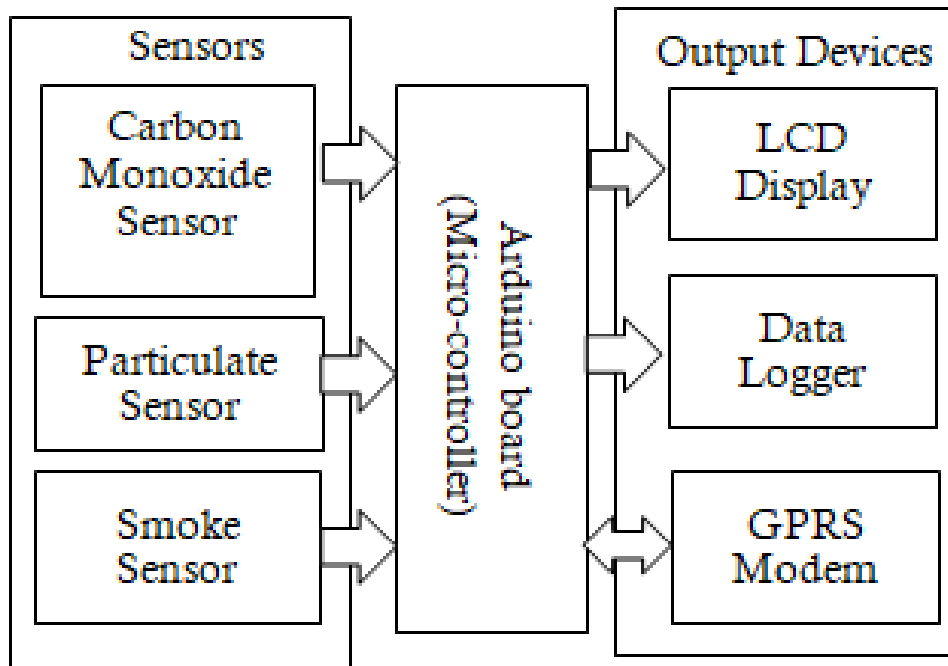 Sensors
Carbon
Monoxide
Sensor
Particulate
Sensor
Smoke
Sensor
Arduino board
(Micro-controller)
Output Devices
LCD
Display
Data
Logger
GPRS
Modem